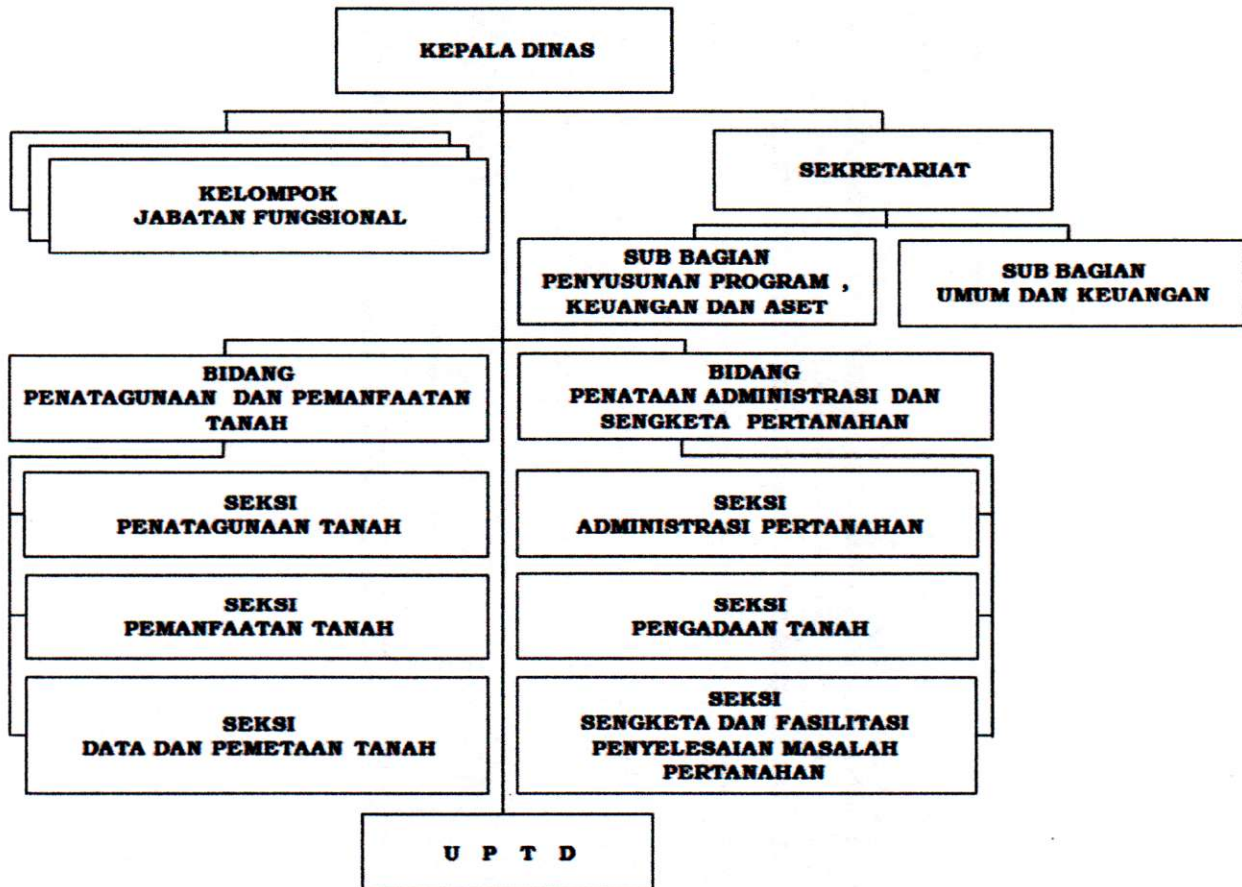 KEPALA DINAS
KELOMPOK
JABATAN FUNGSIONAL
SEKRETARIAT
SUB BAGIAN
PENYUSUNAN PROGRAM ,
KEUANGAN DAN ASET
SUB BAGIAN
UMUM DAN KEUANGAN
BIDANG
PENATAGUNAAN DAN PEMANFAATAN
TANAH
BIDANG
PENATAAN ADMINISTRASI DAN
SENGKETA PERTANAHAN
SEKSI
PENATAGUNAAN TANAH
SEKSI
ADMINISTRASI PERTANAHAN
SEKSI
PEMANFAATAN TANAH
SEKSI
PENGADAAN TANAH
SEKSI
DATA DAN PEMETAAN TANAH
SEKSI
SENGKETA DAN FASILITASI
PENYELESAIAN MASALAH
PERTANAHAN
U P T D